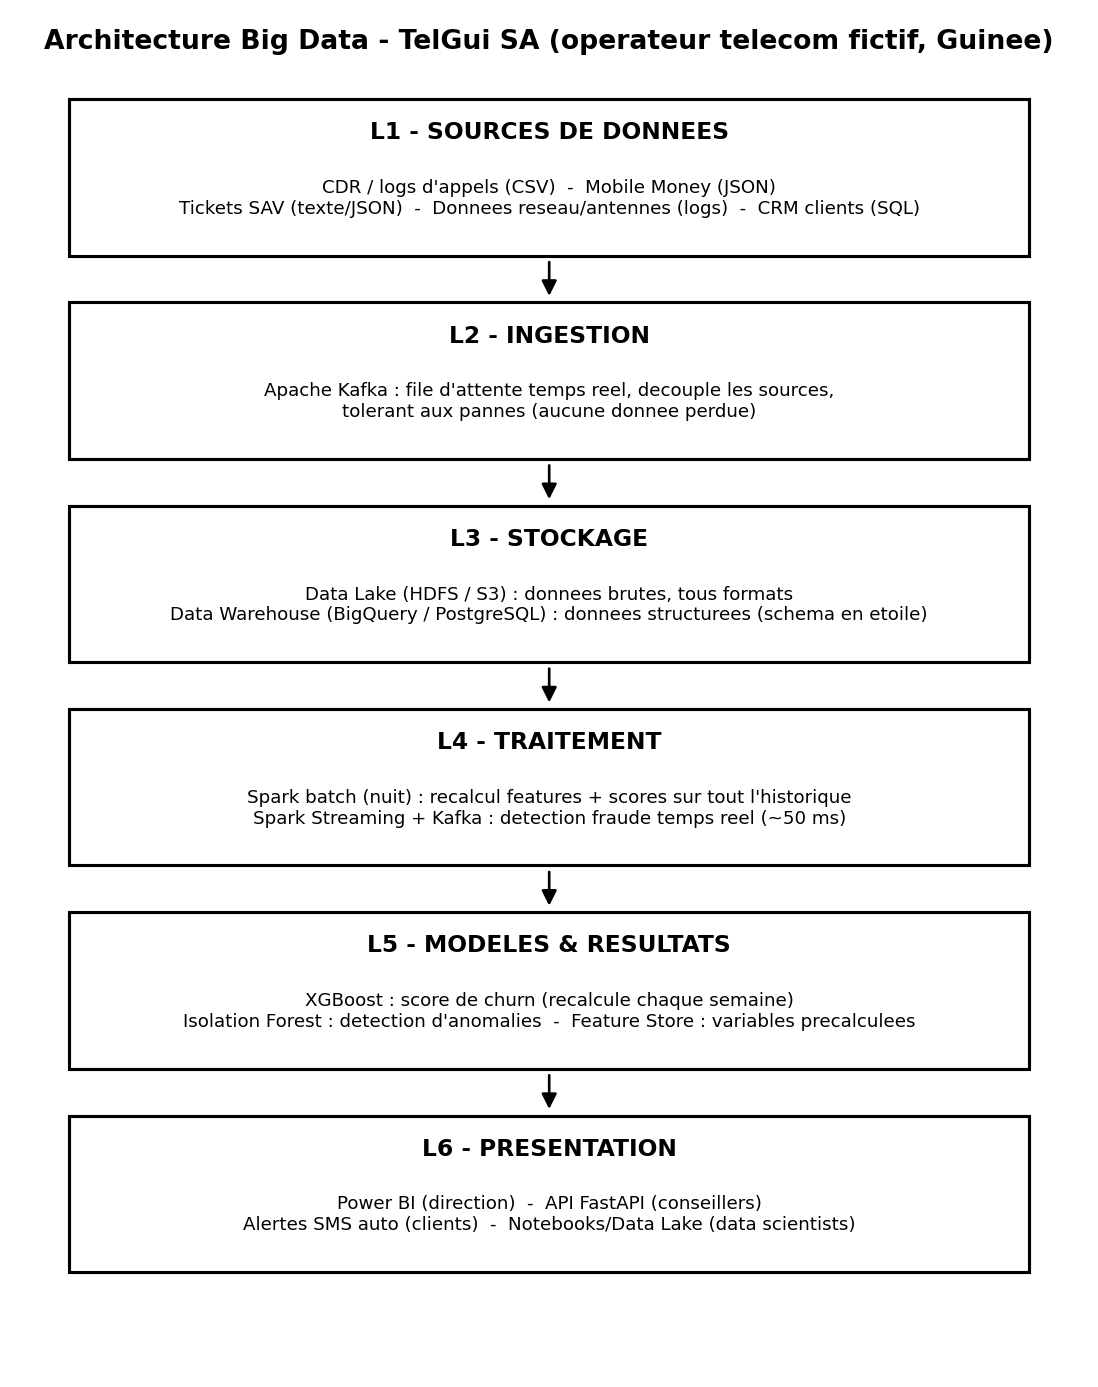 Architecture Big Data - TelGui SA (operateur telecom fictif, Guinee)
L1 - SOURCES DE DONNEES
CDR / logs d'appels (CSV)  -  Mobile Money (JSON)
Tickets SAV (texte/JSON)  -  Donnees reseau/antennes (logs)  -  CRM clients (SQL)
L2 - INGESTION
Apache Kafka : file d'attente temps reel, decouple les sources,
tolerant aux pannes (aucune donnee perdue)
L3 - STOCKAGE
Data Lake (HDFS / S3) : donnees brutes, tous formats
Data Warehouse (BigQuery / PostgreSQL) : donnees structurees (schema en etoile)
L4 - TRAITEMENT
Spark batch (nuit) : recalcul features + scores sur tout l'historique
Spark Streaming + Kafka : detection fraude temps reel (~50 ms)
L5 - MODELES & RESULTATS
XGBoost : score de churn (recalcule chaque semaine)
Isolation Forest : detection d'anomalies  -  Feature Store : variables precalculees
L6 - PRESENTATION
Power BI (direction)  -  API FastAPI (conseillers)
Alertes SMS auto (clients)  -  Notebooks/Data Lake (data scientists)